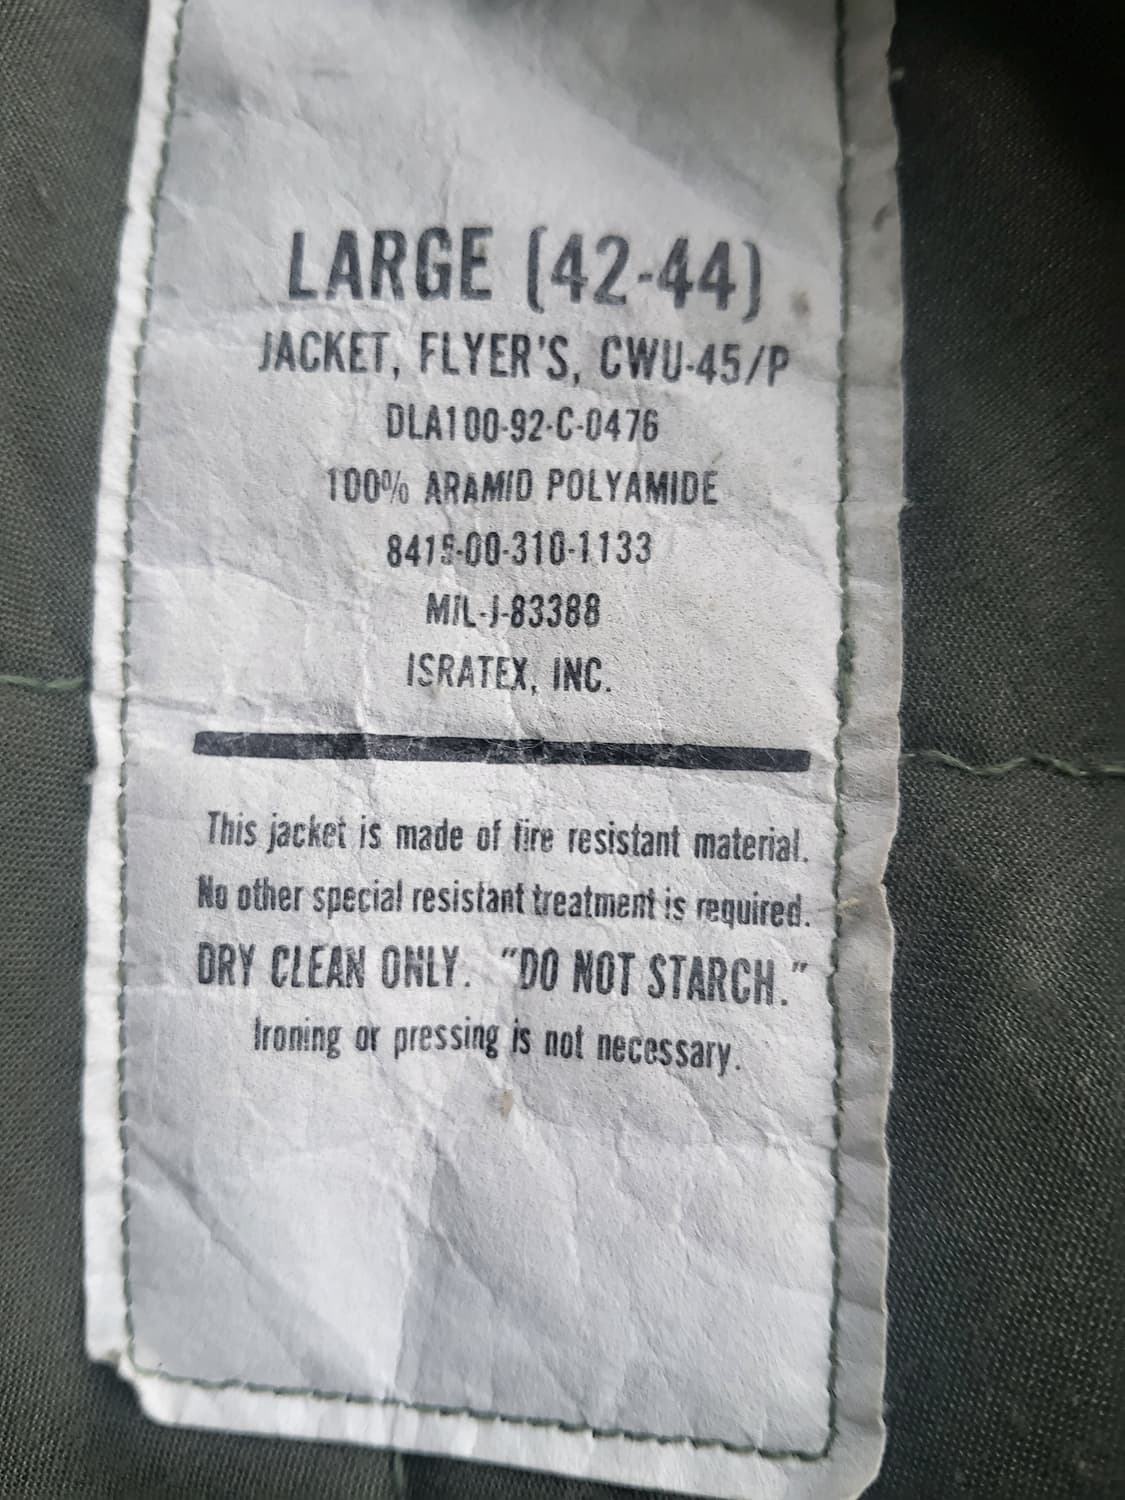 LARGE (42-44)
JACKET, FLYER'S, CWU-45/P
DLA100-92-C-0476
100% ARAMID POLYAMIDE
8415-00-310-1133
MIL-J-83388
ISRATEX, INC.
This jacket is made of fire resistant material.
No other special resistant treatment is required.
DRY CLEAN ONLY. "DO NOT STARCH."
Ironing or pressing is not necessary.